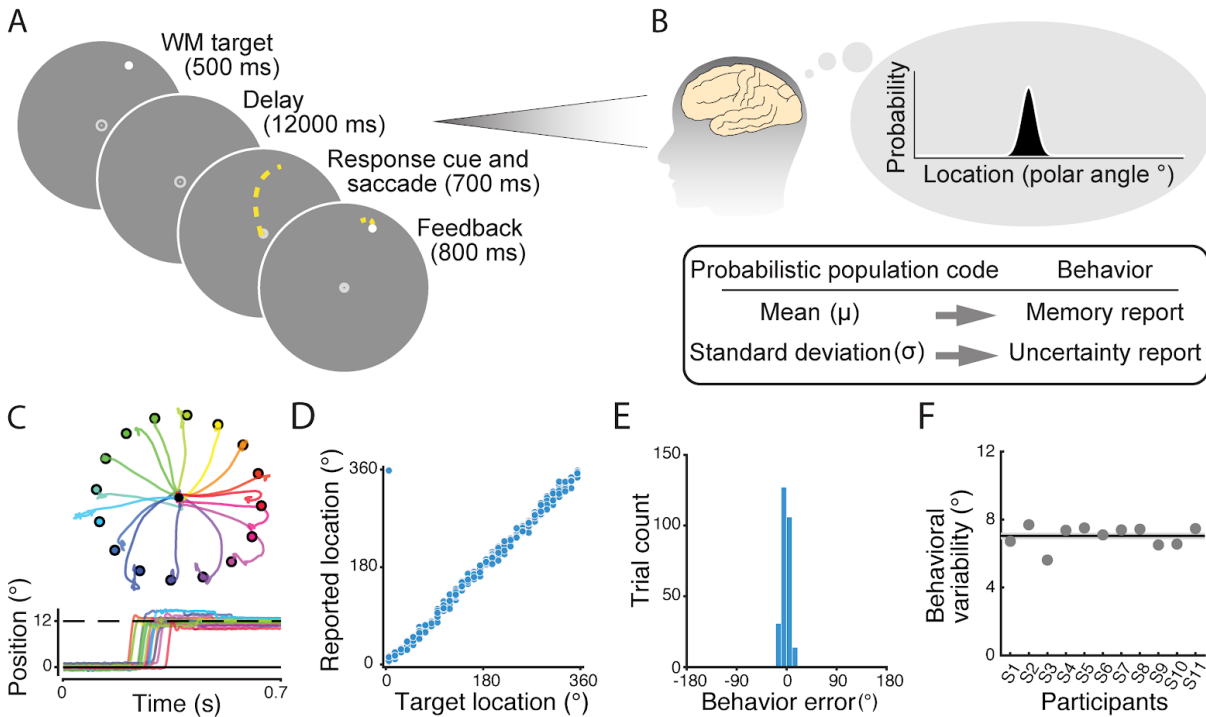 A
WM target
(500 ms)
Delay
(12000 ms)
Response cue and
saccade (700 ms)
Feedback
(800 ms)
B
Probability
Location (polar angle °)
Probabilistic population code Behavior
Mean (μ) Memory report
Standard deviation(σ) Uncertainty report
C
Position (°)
12
0
0 0.7
Time (s)
D
Reported location (°)
360
180
0
0 180 360
Target location (°)
E
Trial count
150
100
50
0
-180 -90 0 90 180
Behavior error(°)
F
Behavioral
variability (°)
12
8
4
0
S1 S2 S3 S4 S5 S6 S7 S8 S9 S10 S11
Participants